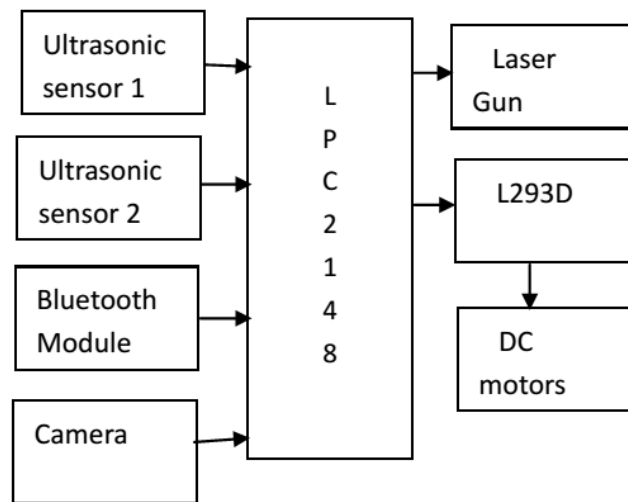 Ultrasonic
sensor 1
Ultrasonic
sensor 2
Bluetooth
Module
Camera
L
P
C
2
1
4
8
Laser
Gun
L293D
DC
motors